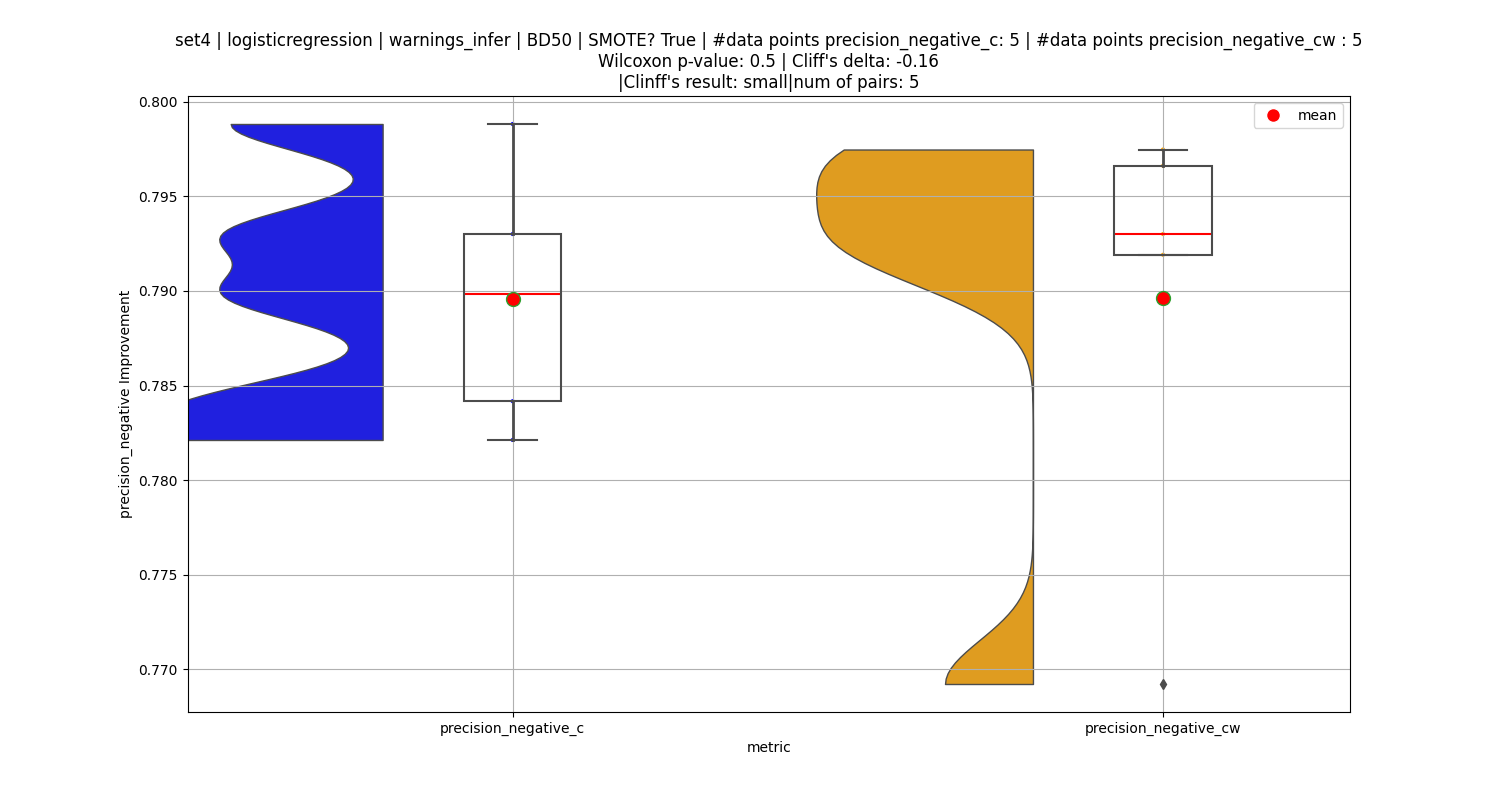 set4 | logisticregression | warnings_infer | BD50 | SMOTE? True | #data points precision_negative_c: 5 | #data points precision_negative_cw : 5
Wilcoxon p-value: 0.5 | Cliff's delta: -0.16
|Clinff's result: small|num of pairs: 5
mean
0.800
0.795
0.790
0.785
0.780
0.775
0.770
precision_negative Improvement
precision_negative_c
precision_negative_cw
metric